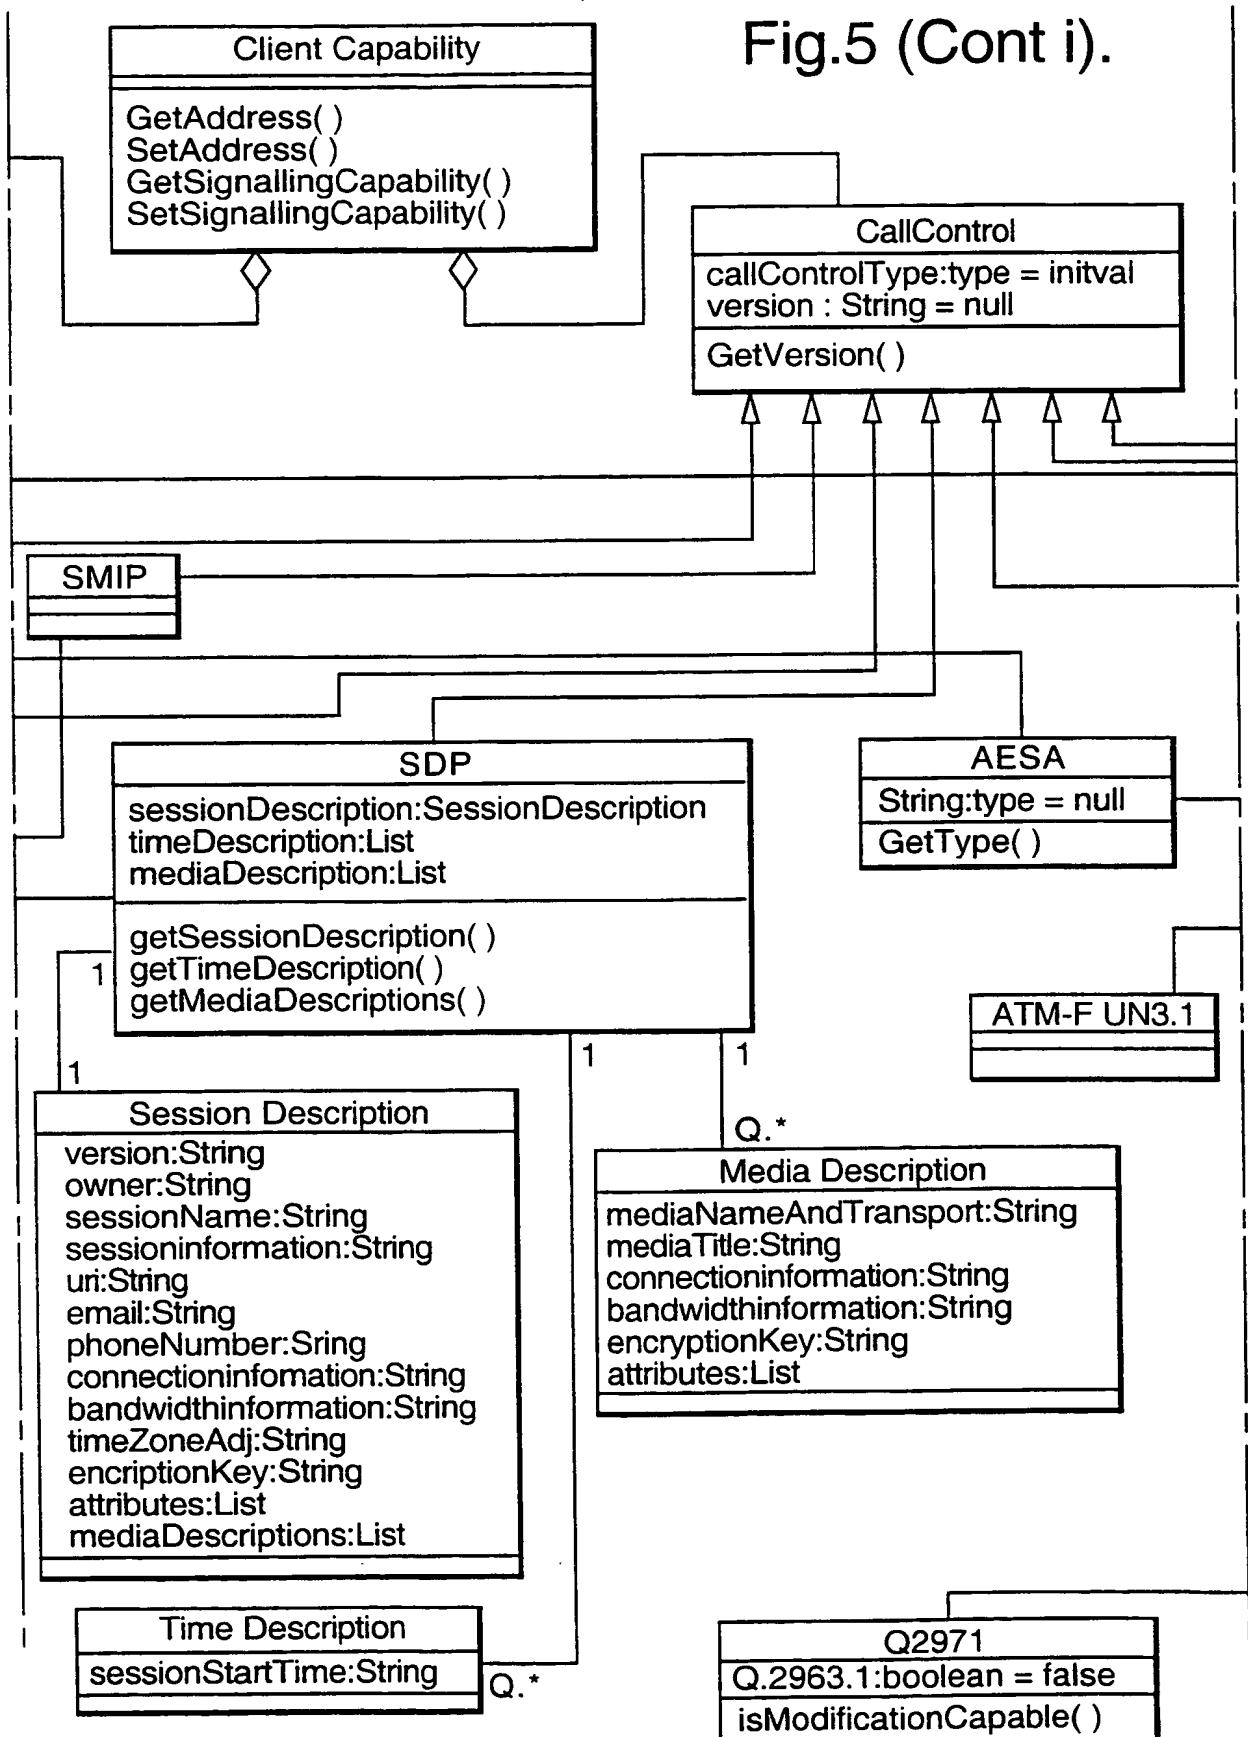 Fig.5 (Cont i).
Client Capability
GetAddress( )
SetAddress( )
GetSignallingCapability( )
SetSignallingCapability( )
CallControl
callControlType:type = initval
version : String = null
GetVersion( )
SMIP
SDP
sessionDescription:SessionDescription
timeDescription:List
mediaDescription:List
getSessionDescription( )
getTimeDescription( )
getMediaDescriptions( )
AESA
String:type = null
GetType( )
ATM-F UN3.1
1
1
1
1
Q.*
Session Description
version:String
owner:String
sessionName:String
sessioninformation:String
uri:String
email:String
phoneNumber:Sring
connectioninfomation:String
bandwidthinformation:String
timeZoneAdj:String
encriptionKey:String
attributes:List
mediaDescriptions:List
Media Description
mediaNameAndTransport:String
mediaTitle:String
connectioninformation:String
bandwidthinformation:String
encryptionKey:String
attributes:List
Time Description
sessionStartTime:String
Q.*
Q2971
Q.2963.1:boolean = false
isModificationCapable( )